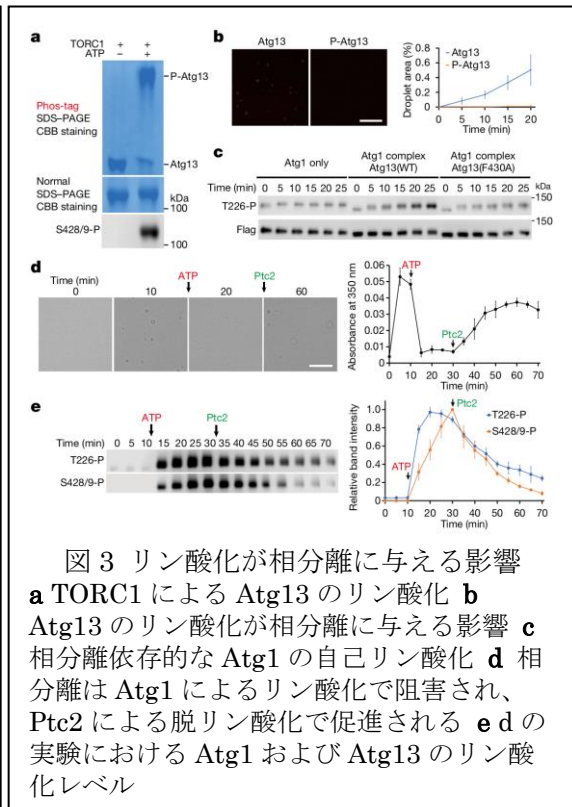 a
TORC1 + +
ATP − +
P-Atg13
Phos-tag
SDS–PAGE
CBB staining
Atg13
Normal
SDS–PAGE
CBB staining
kDa
100
S428/9-P
100
b
Atg13 P-Atg13
Droplet area (%)
0.8
0.6
0.4
0.2
0
Atg13
P-Atg13
0 5 10 15 20
Time (min)
c
Atg1 only
Atg1 complex
Atg13(WT)
Atg1 complex
Atg13(F430A)
Time (min) 0 5 10 15 20 25 0 5 10 15 20 25 0 5 10 15 20 25 kDa
T226-P
150
Flag
150
d
Time (min) ATP Ptc2
0 10 20 60
Absorbance at 350 nm
0.06
0.05
0.04
0.03
0.02
0.01
0
ATP
Ptc2
0 10 20 30 40 50 60 70
Time (min)
e
ATP Ptc2
Time (min) 0 5 10 15 20 25 30 35 40 45 50 55 60 65 70
T226-P
S428/9-P
Relative band intensity
1.0
0.8
0.6
0.4
0.2
0
ATP
Ptc2
T226-P
S428/9-P
0 10 20 30 40 50 60 70
Time (min)
図 3 リン酸化が相分離に与える影響
a TORC1 による Atg13 のリン酸化 b
Atg13 のリン酸化が相分離に与える影響 c
相分離依存的な Atg1 の自己リン酸化 d 相
分離は Atg1 によるリン酸化で阻害され、
Ptc2 による脱リン酸化で促進される e d の
実験における Atg1 および Atg13 のリン酸
化レベル